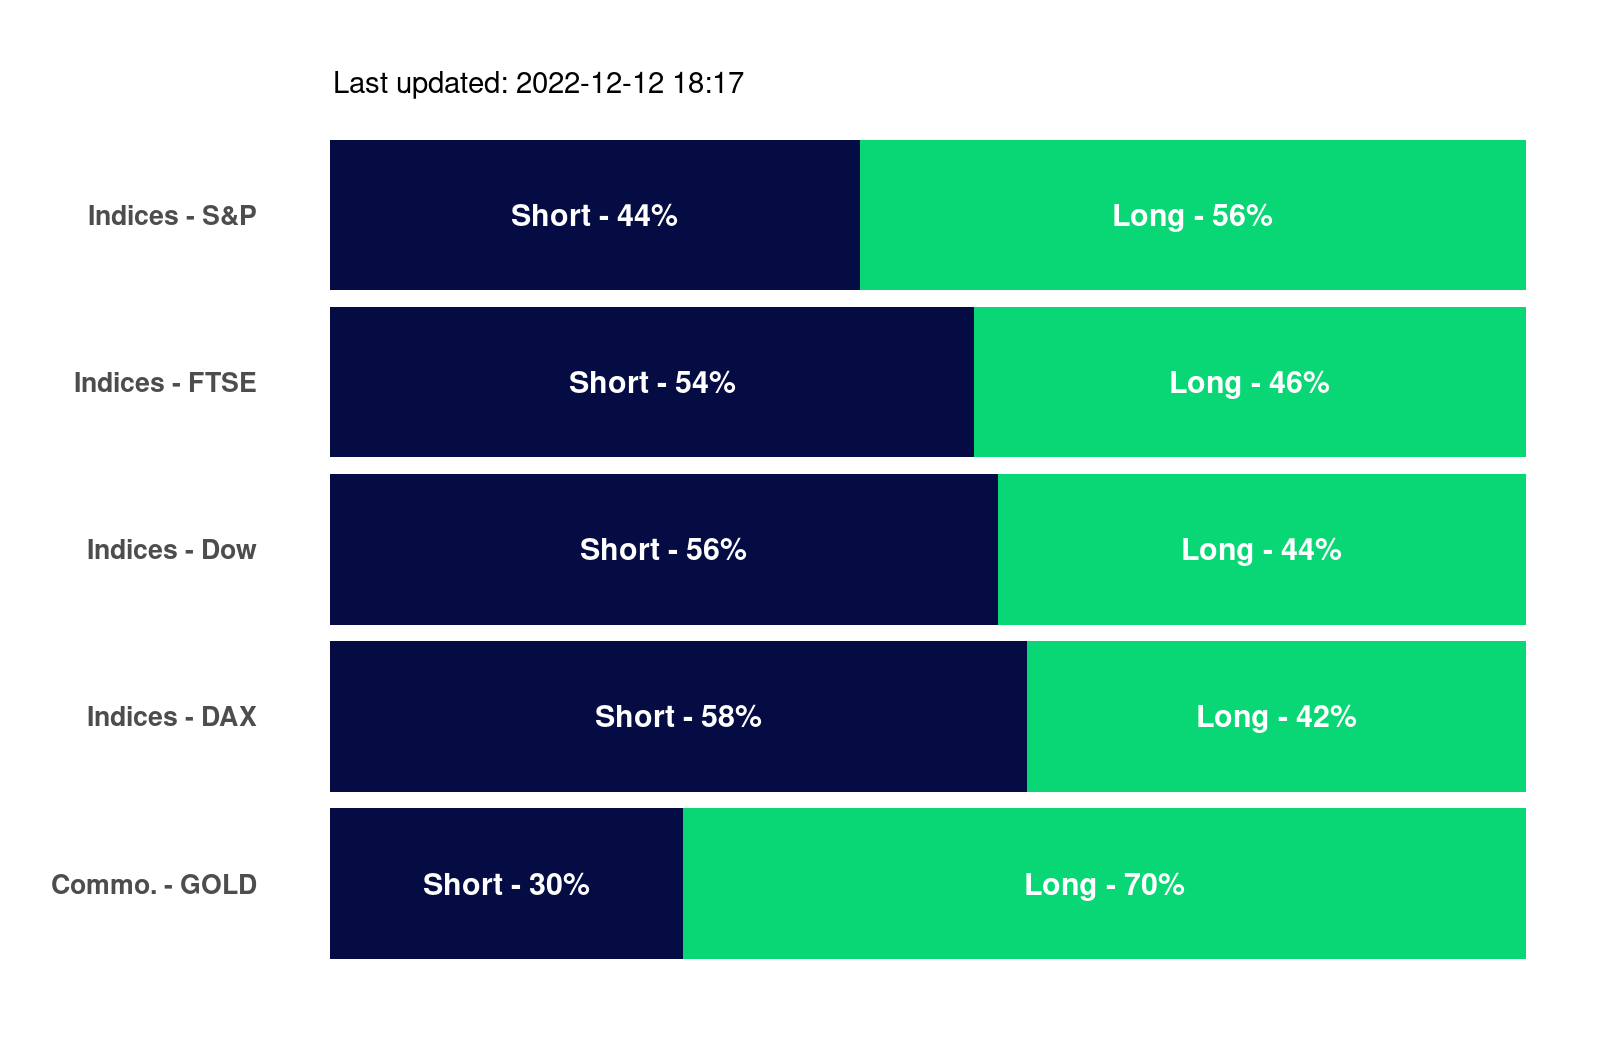 Last updated: 2022-12-12 18:17
Indices - S&P Short - 44% Long - 56%
Indices - FTSE Short - 54% Long - 46%
Indices - Dow Short - 56% Long - 44%
Indices - DAX Short - 58% Long - 42%
Commo. - GOLD Short - 30% Long - 70%